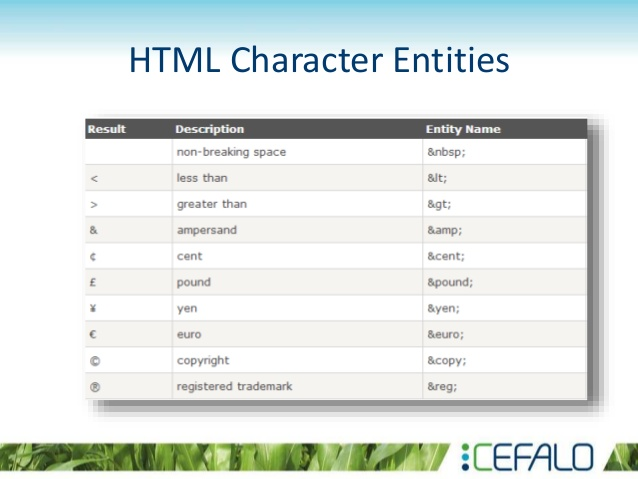 HTML Character Entities
Result Description Entity Name
non-breaking space &nbsp;
< less than &lt;
> greater than &gt;
& ampersand &amp;
¢ cent &cent;
£ pound &pound;
¥ yen &yen;
€ euro &euro;
© copyright &copy;
® registered trademark &reg;
CEFALO